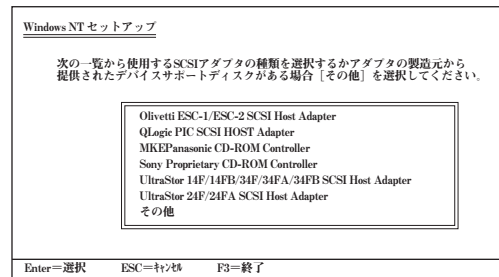 Windows NT セットアップ
次の一覧から使用するSCSIアダプタの種類を選択するかアダプタの製造元から
提供されたデバイスサポートディスクがある場合［その他］を選択してください。
Olivetti ESC-1/ESC-2 SCSI Host Adapter
QLogic PIC SCSI HOST Adapter
MKEPanasonic CD-ROM Controller
Sony Proprietary CD-ROM Controller
UltraStor 14F/14FB/34F/34FA/34FB SCSI Host Adapter
UltraStor 24F/24FA SCSI Host Adapter
その他
Enter＝選択 ESC＝ｷｬﾝｾﾙ F3＝終了